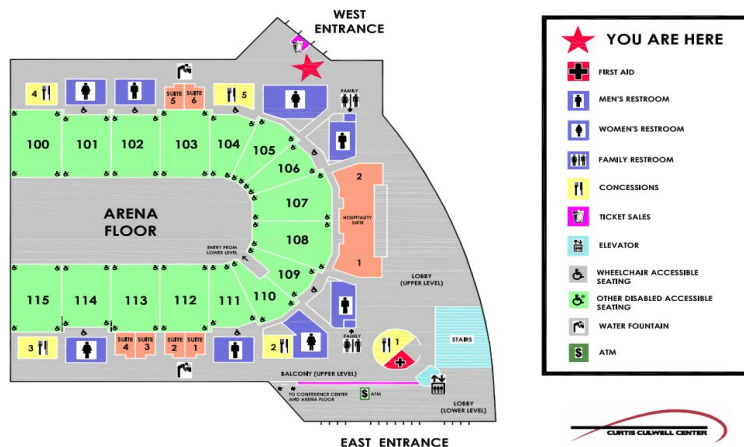 WEST
ENTRANCE
4
SUITE
5
SUITE
6
5
FAMILY
100
101
102
103
104
105
106
107
108
109
110
111
112
113
114
115
ARENA
FLOOR
ENTRY FROM
LOWER LEVEL
2
HOSPITALITY
SUITE
1
LOBBY
(UPPER LEVEL)
3
SUITE
4
SUITE
3
SUITE
2
SUITE
1
2
FAMILY
1
STAIRS
BALCONY (UPPER LEVEL)
TO CONFERENCE CENTER
AND ARENA FLOOR
$
ATM
LOBBY
(LOWER LEVEL)
EAST ENTRANCE
YOU ARE HERE
FIRST AID
MEN'S RESTROOM
WOMEN'S RESTROOM
FAMILY RESTROOM
CONCESSIONS
TICKET SALES
ELEVATOR
WHEELCHAIR ACCESSIBLE
SEATING
OTHER DISABLED ACCESSIBLE
SEATING
WATER FOUNTAIN
$
ATM
CURTIS CULWELL CENTER